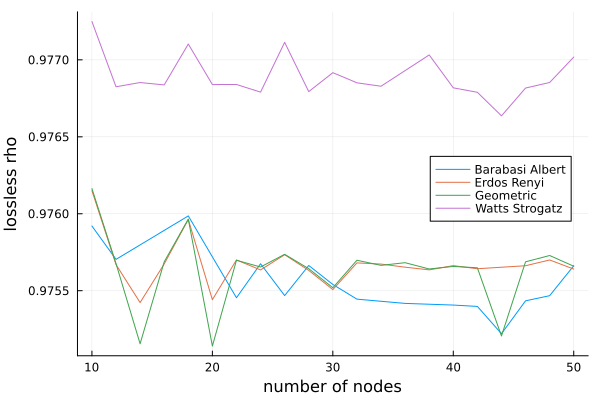 lossless rho
0.9770
0.9765
0.9760
0.9755
10
20
30
40
50
number of nodes
Barabasi Albert
Erdos Renyi
Geometric
Watts Strogatz